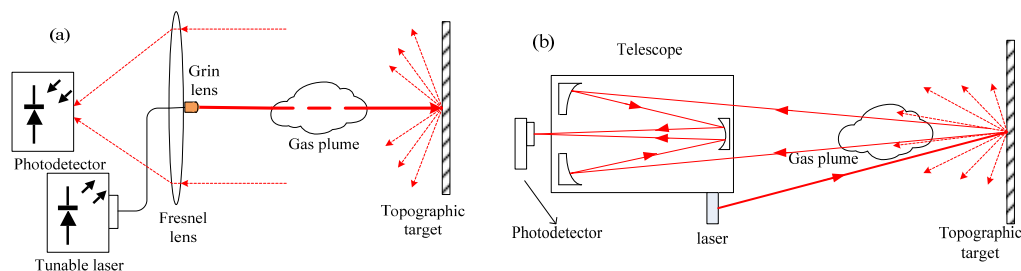 (a)
Grin
lens
Gas plume
Photodetector
Fresnel
lens
Tunable laser
Topographic
target
(b)
Telescope
Gas plume
Photodetector
laser
Topographic
target